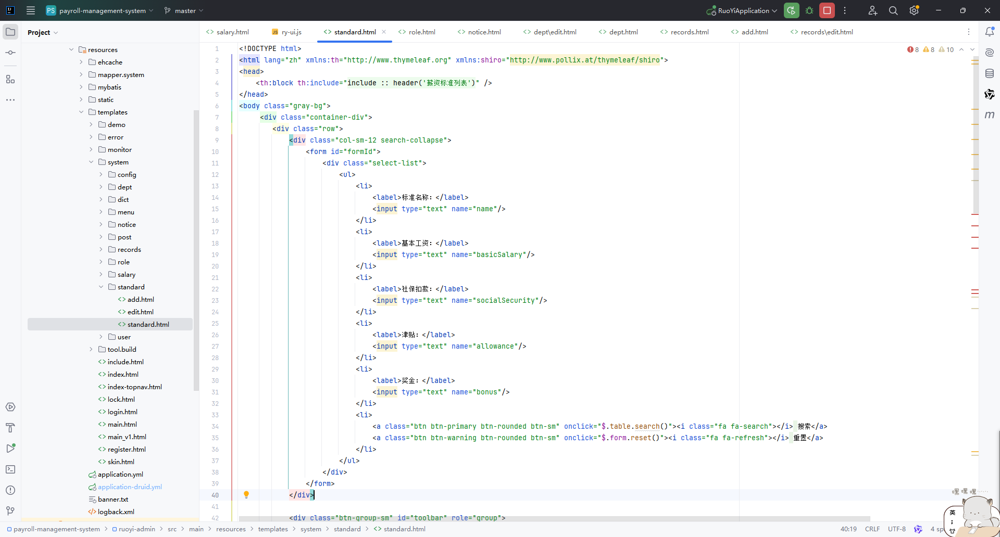 PS payroll-management-system master RuoYiApplication
Project
resources
ehcache
mapper.system
mybatis
static
templates
demo
error
monitor
system
config
dept
dict
menu
notice
post
records
role
salary
standard
add.html
edit.html
standard.html
user
tool.build
include.html
index.html
index-topnav.html
lock.html
login.html
main.html
main_v1.html
register.html
skin.html
application.yml
application-druid.yml
banner.txt
logback.xml
salary.html JS ry-ui.js standard.html role.html notice.html dept\edit.html dept.html records.html add.html records\edit.html
8 8 10
1 <!DOCTYPE html>
2 <html lang="zh" xmlns:th="http://www.thymeleaf.org" xmlns:shiro="http://www.pollix.at/thymeleaf/shiro">
3 <head>
4 <th:block th:include="include :: header('薪资标准列表')" />
5 </head>
6 <body class="gray-bg">
7 <div class="container-div">
8 <div class="row">
9 <div class="col-sm-12 search-collapse">
10 <form id="formId">
11 <div class="select-list">
12 <ul>
13 <li>
14 <label>标准名称：</label>
15 <input type="text" name="name"/>
16 </li>
17 <li>
18 <label>基本工资：</label>
19 <input type="text" name="basicSalary"/>
20 </li>
21 <li>
22 <label>社保扣款：</label>
23 <input type="text" name="socialSecurity"/>
24 </li>
25 <li>
26 <label>津贴：</label>
27 <input type="text" name="allowance"/>
28 </li>
29 <li>
30 <label>奖金：</label>
31 <input type="text" name="bonus"/>
32 </li>
33 <li>
34 <a class="btn btn-primary btn-rounded btn-sm" onclick="$.table.search()"><i class="fa fa-search"></i> 搜索</a>
35 <a class="btn btn-warning btn-rounded btn-sm" onclick="$.form.reset()"><i class="fa fa-refresh"></i> 重置</a>
36 </li>
37 </ul>
38 </div>
39 </form>
40 </div>
41
42 <div class="btn-group-sm" id="toolbar" role="group">
m
嘿 嘿 嘿……
英
；
payroll-management-system > ruoyi-admin > src > main > resources > templates > system > standard > standard.html
40:19 CRLF UTF-8 4 sp